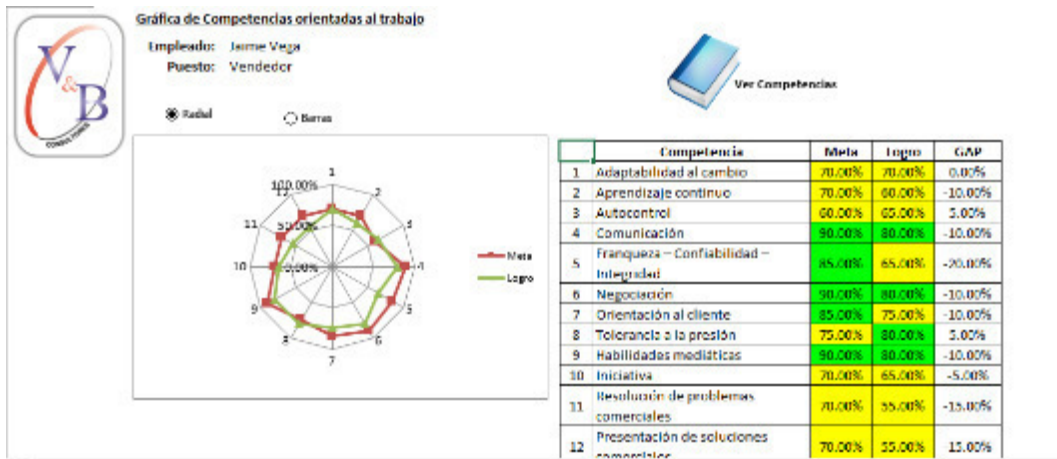 Gráfica de Competencias orientadas al trabajo
Empleado: Jaime Vega
Puesto: Vendedor
V&B
CONSULTORES
Radial
Barras
Ver Competencias
1
2
3
4
5
6
7
8
9
10
11
12
100.00%
50.00%
0.00%
Meta
Logro
Competencia Meta Logro GAP
1 Adaptabilidad al cambio 70.00% 70.00% 0.00%
2 Aprendizaje continuo 70.00% 60.00% -10.00%
3 Autocontrol 60.00% 65.00% 5.00%
4 Comunicación 90.00% 80.00% -10.00%
5 Franqueza – Confiabilidad –
Integridad 85.00% 65.00% -20.00%
6 Negociación 90.00% 80.00% -10.00%
7 Orientación al cliente 85.00% 75.00% -10.00%
8 Tolerancia a la presión 75.00% 80.00% 5.00%
9 Habilidades mediáticas 90.00% 80.00% -10.00%
10 Iniciativa 70.00% 65.00% -5.00%
11 Resolución de problemas
comerciales 70.00% 55.00% -15.00%
12 Presentación de soluciones
comerciales 70.00% 55.00% 15.00%